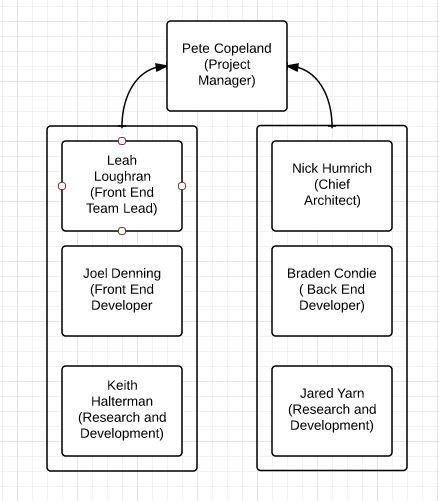 Pete Copeland
(Project
Manager)
Leah
Loughran
(Front End
Team Lead)
Joel Denning
(Front End
Developer
Keith
Halterman
(Research and
Development)
Nick Humrich
(Chief
Architect)
Braden Condie
( Back End
Developer)
Jared Yarn
(Research and
Development)